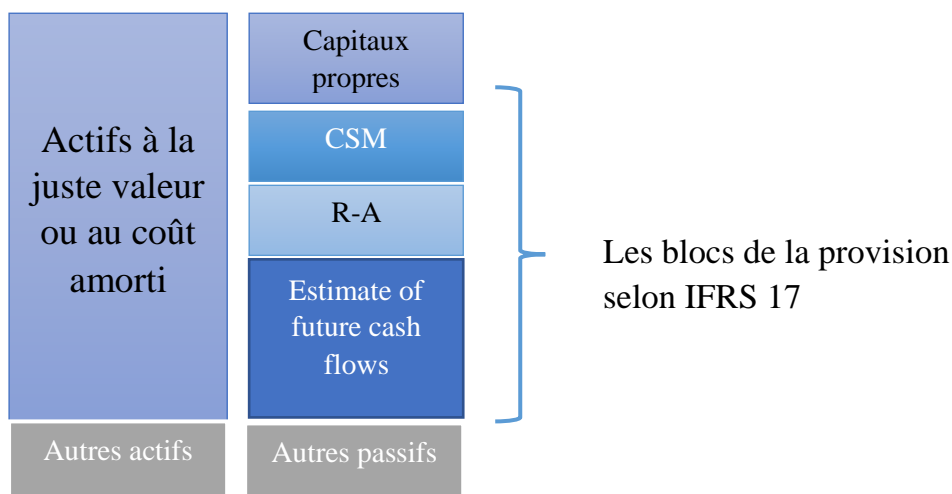 Actifs à la
juste valeur
ou au coût
amorti
Autres actifs
Capitaux
propres
CSM
R-A
Estimate of
future cash
flows
Autres passifs
Les blocs de la provision
selon IFRS 17